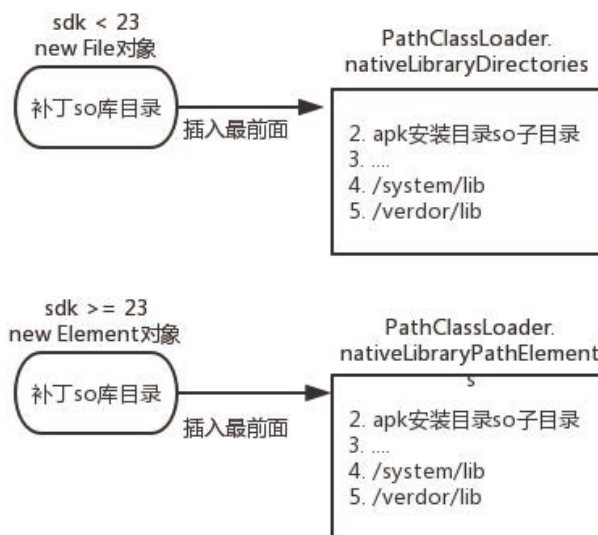 sdk < 23
new File对象
补丁so库目录
插入最前面
PathClassLoader.
nativeLibraryDirectories
2. apk安装目录so子目录
3. ....
4. /system/lib
5. /verdor/lib
sdk >= 23
new Element对象
补丁so库目录
插入最前面
PathClassLoader.
nativeLibraryPathElement
s
2. apk安装目录so子目录
3. ....
4. /system/lib
5. /verdor/lib